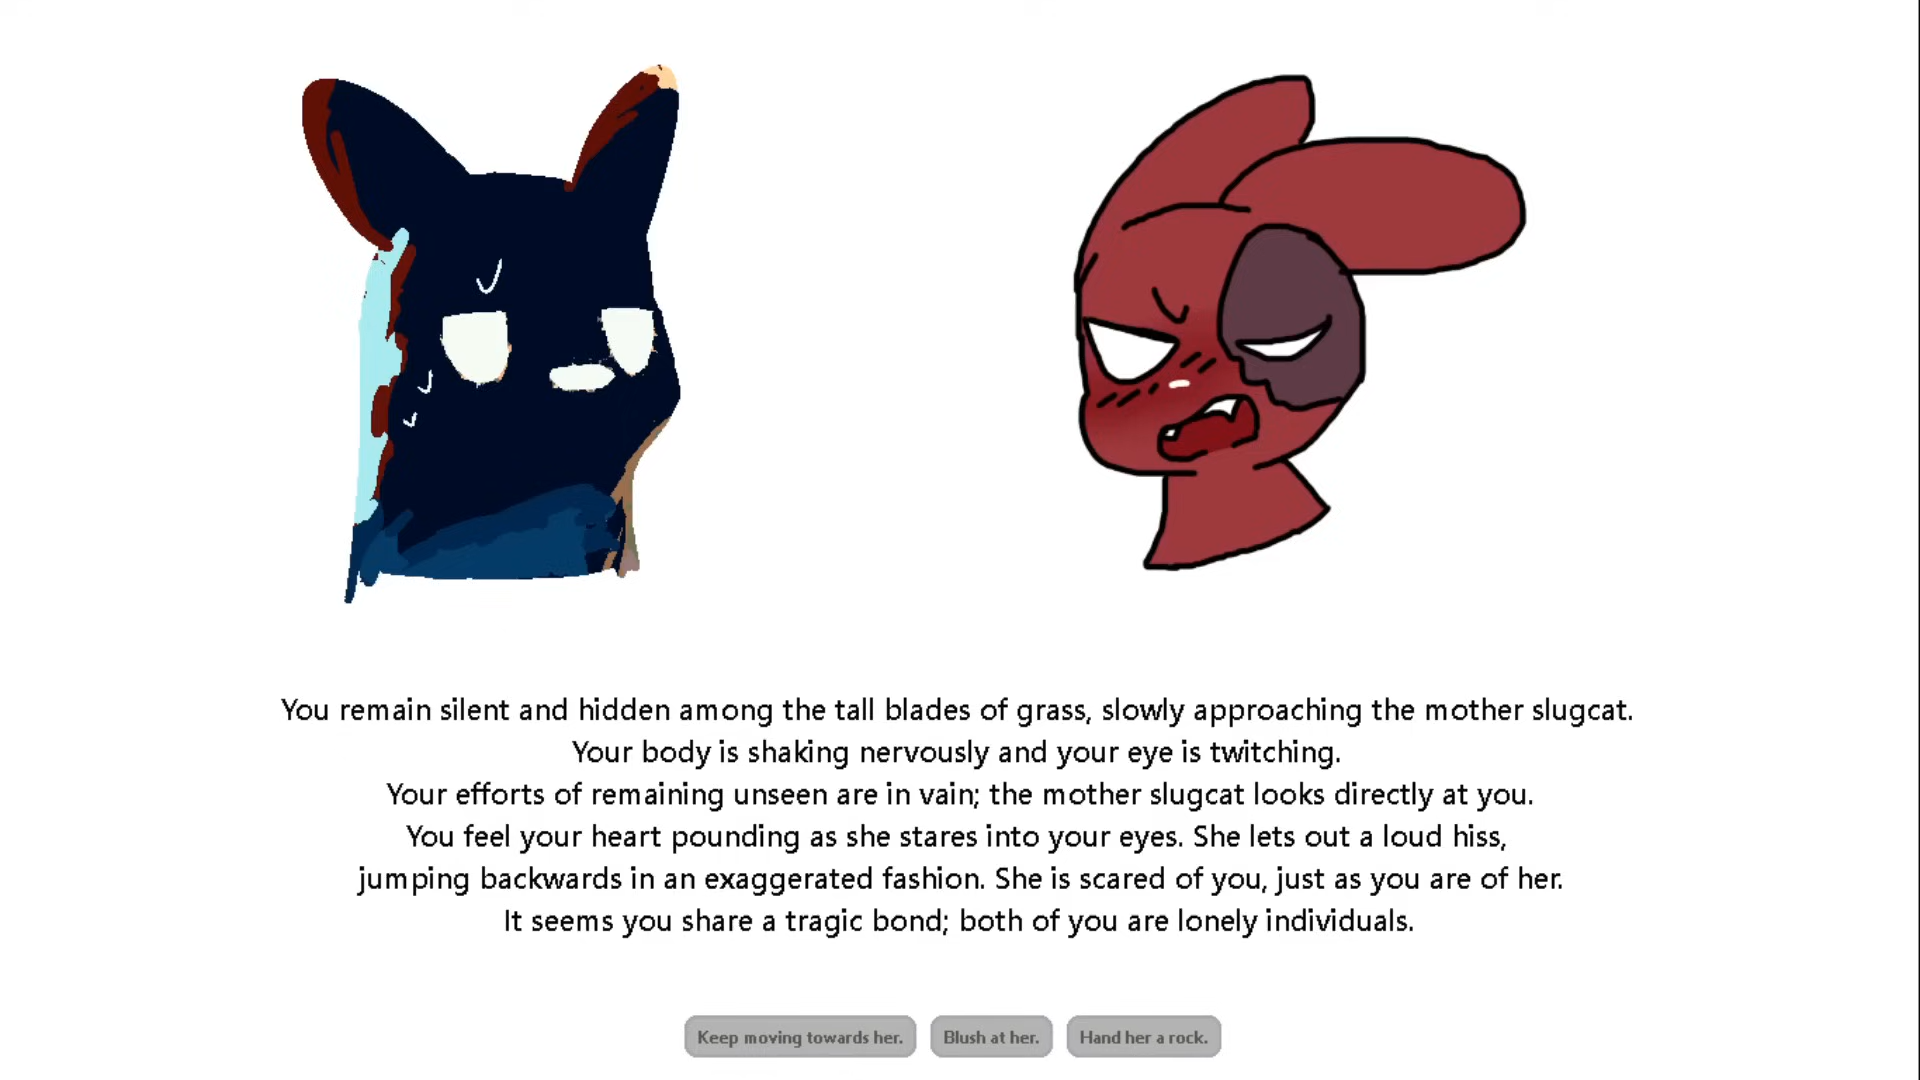 You remain silent and hidden among the tall blades of grass, slowly approaching the mother slugcat.
Your body is shaking nervously and your eye is twitching.
Your efforts of remaining unseen are in vain; the mother slugcat looks directly at you.
You feel your heart pounding as she stares into your eyes. She lets out a loud hiss,
jumping backwards in an exaggerated fashion. She is scared of you, just as you are of her.
It seems you share a tragic bond; both of you are lonely individuals.
Keep moving towards her. Blush at her. Hand her a rock.